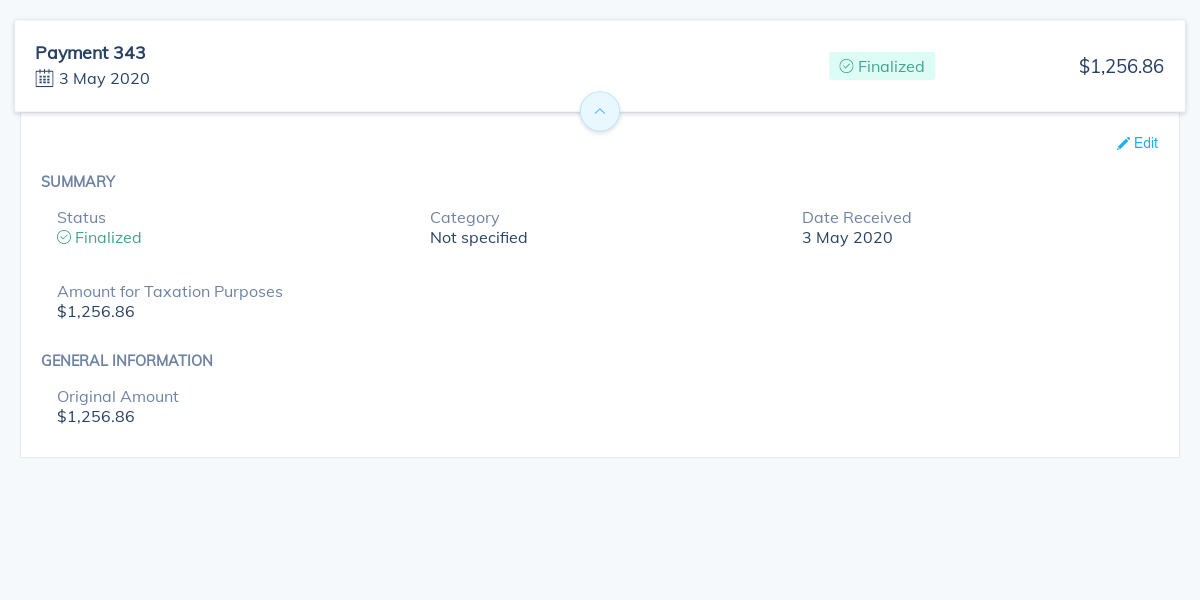 Payment 343
3 May 2020
Finalized
$1,256.86
Edit
SUMMARY
Status
Finalized
Category
Not specified
Date Received
3 May 2020
Amount for Taxation Purposes
$1,256.86
GENERAL INFORMATION
Original Amount
$1,256.86